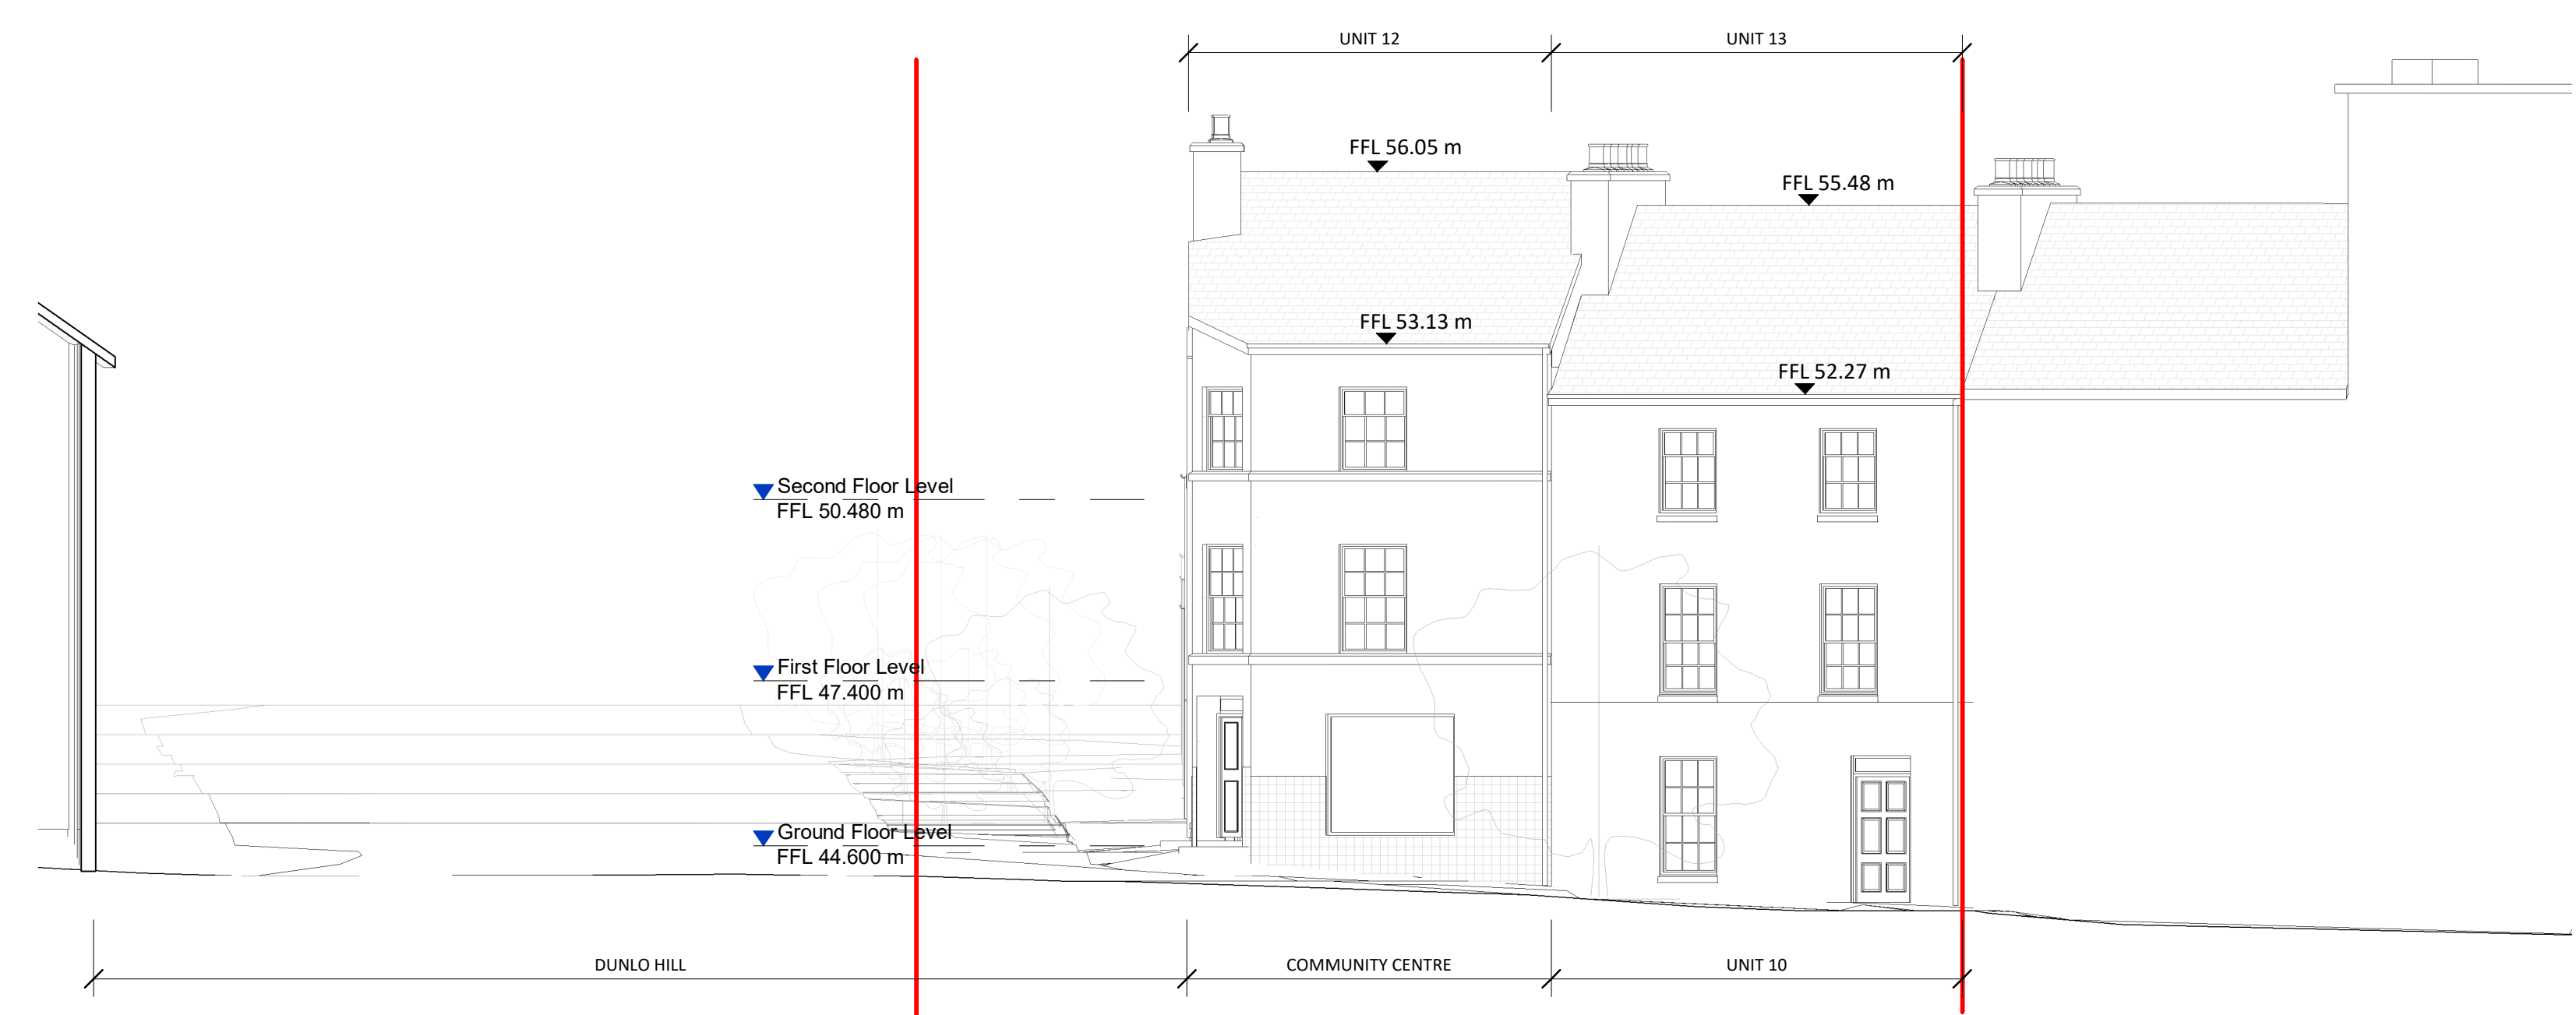 UNIT 12
UNIT 13
FFL 56.05 m
FFL 55.48 m
FFL 53.13 m
FFL 52.27 m
Second Floor Level
FFL 50.480 m
First Floor Level
FFL 47.400 m
Ground Floor Level
FFL 44.600 m
DUNLO HILL
COMMUNITY CENTRE
UNIT 10